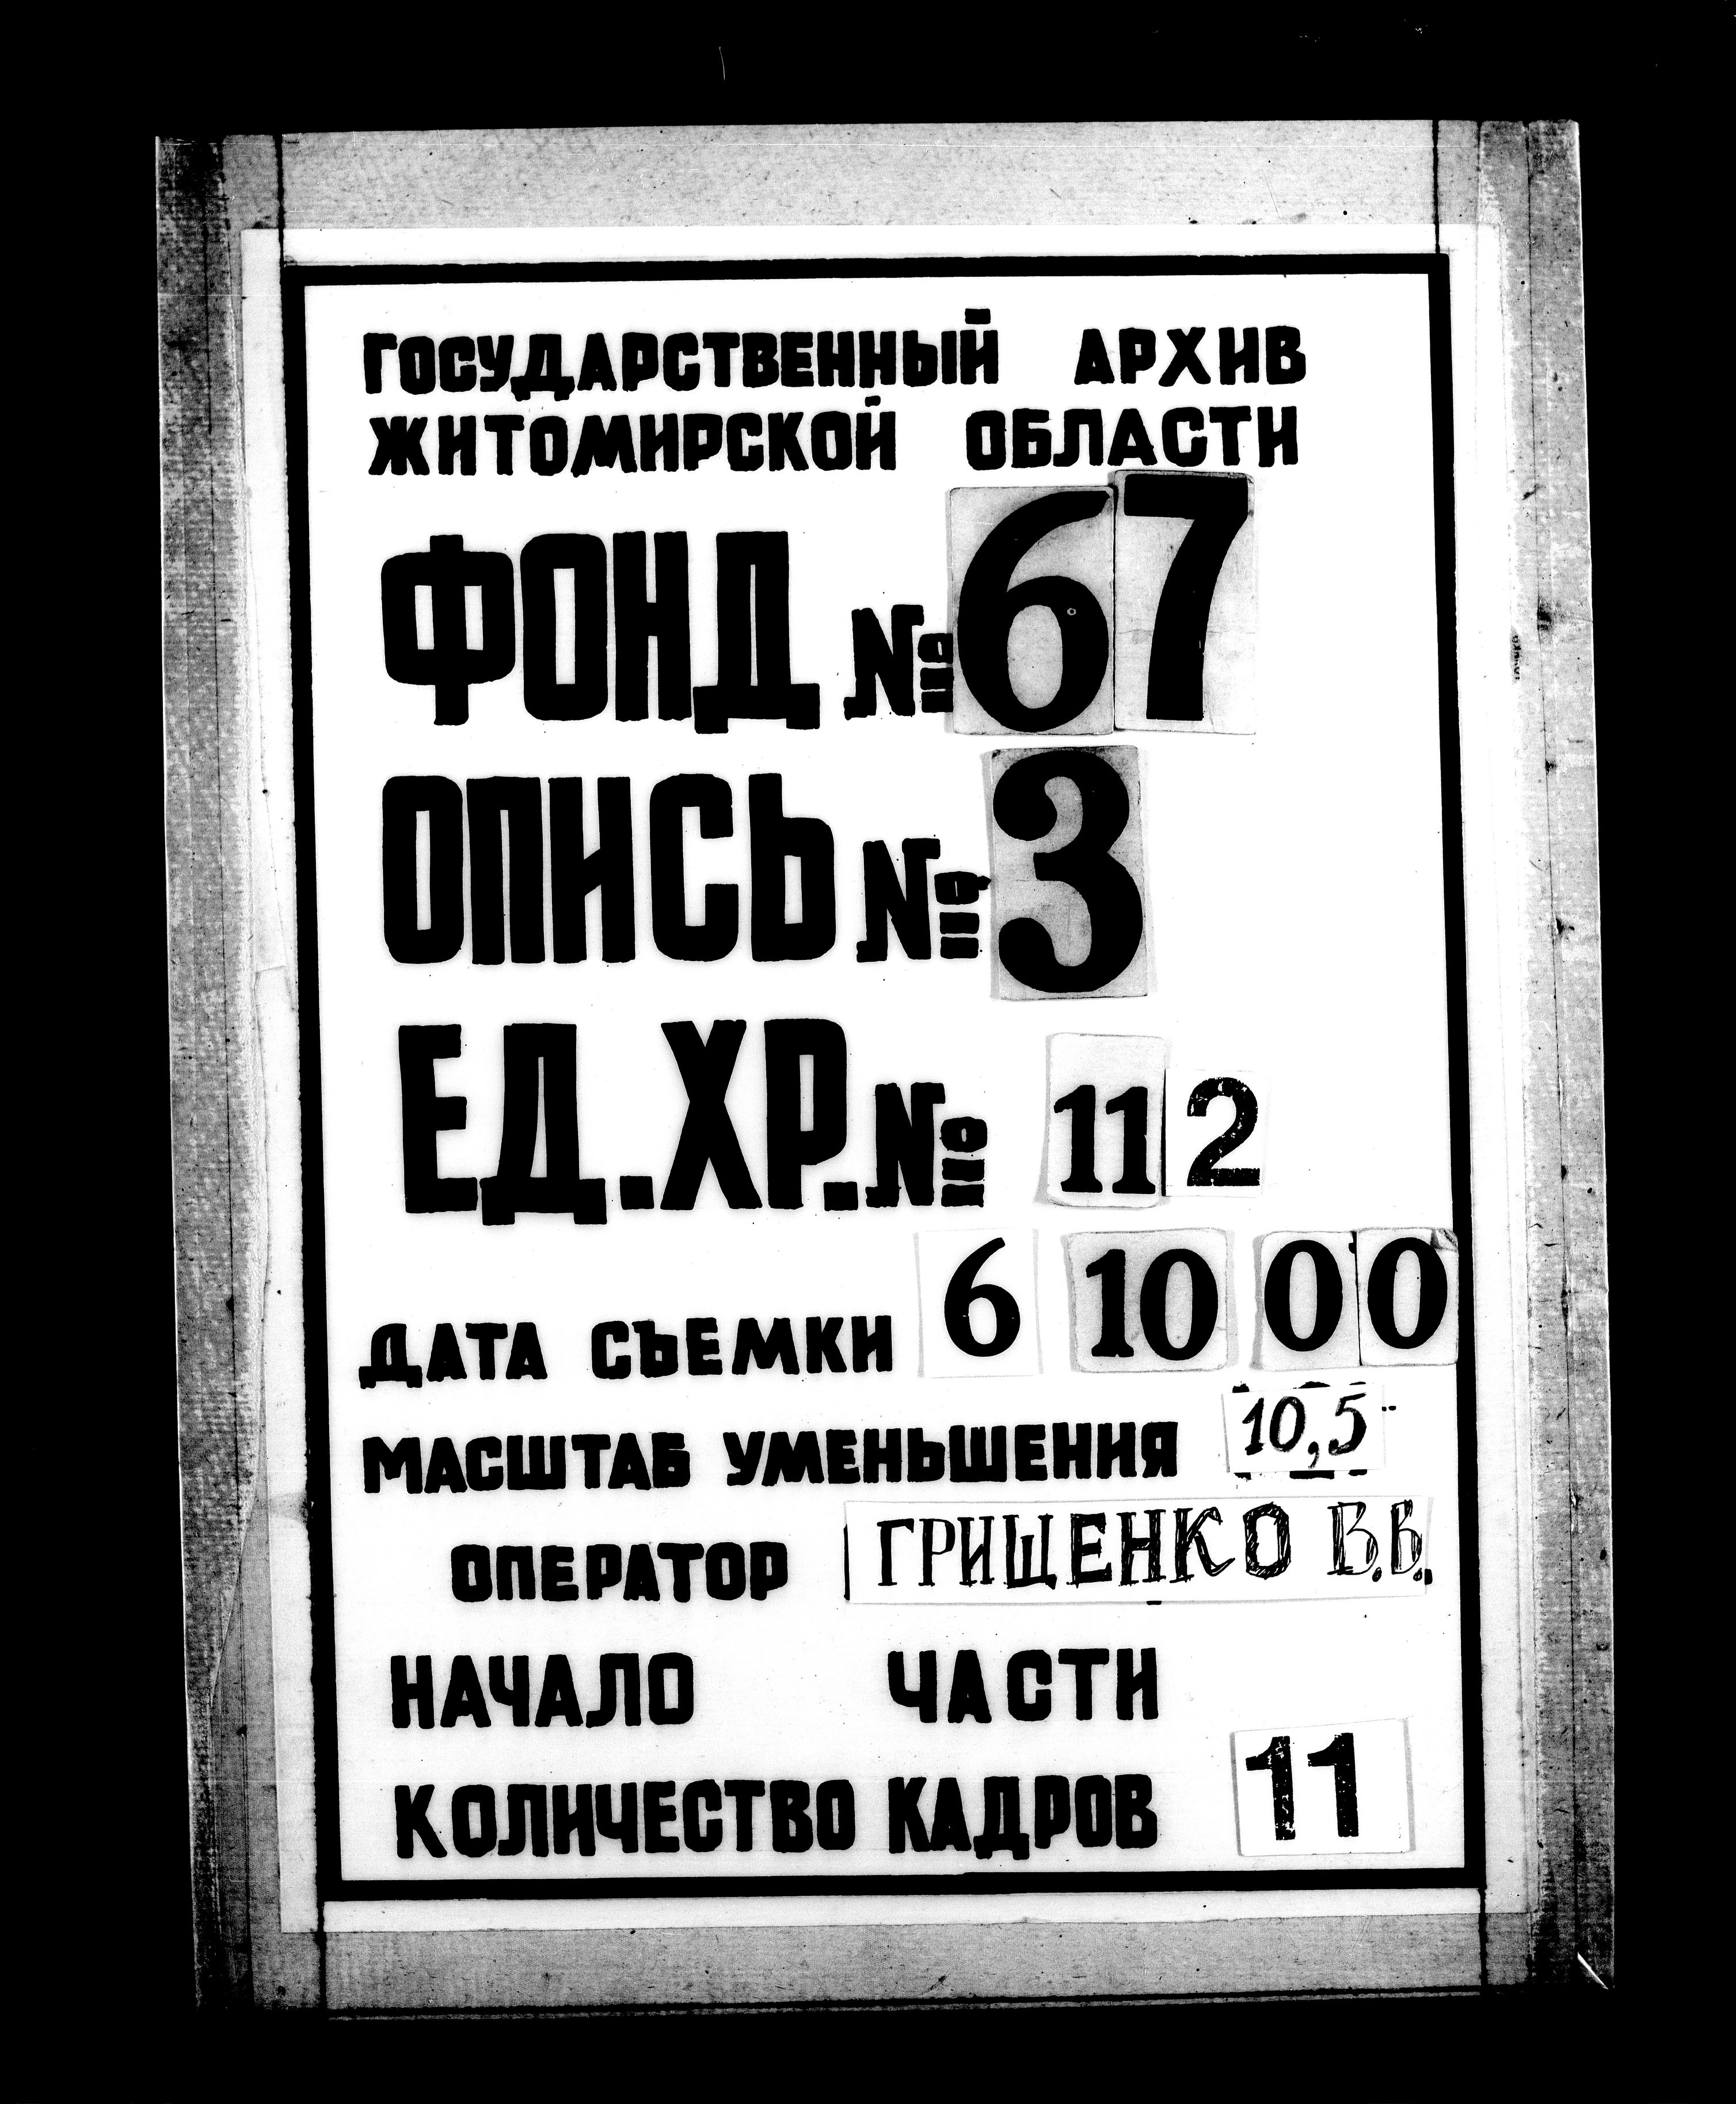 ГОСУДАРСТВЕННЫЙ АРХИВ
ЖИТОМИРСКОЙ ОБЛАСТИ
ФОНД № 67
ОПИСЬ № 3
ЕД.ХР.№ 112
ДАТА СЪЕМКИ 6 10 00
МАСШТАБ УМЕНЬШЕНИЯ 10,5
ОПЕРАТОР ГРИЩЕНКО В.В.
НАЧАЛО ЧАСТИ
КОЛИЧЕСТВО КАДРОВ 11